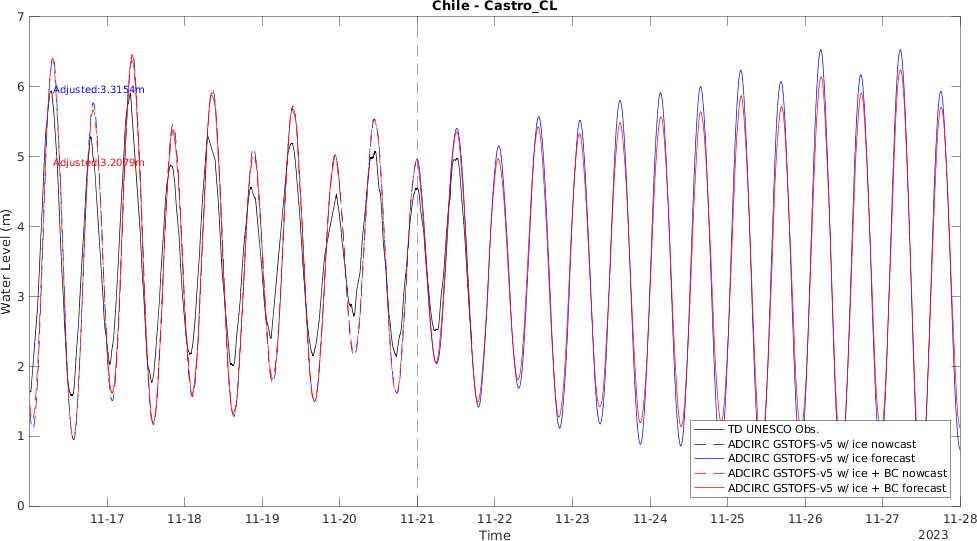 Chile - Castro_CL
7
6
5
4
3
2
1
0
Water Level (m)
Adjusted:3.3154m
Adjusted:3.2079m
TD UNESCO Obs.
ADCIRC GSTOFS-v5 w/ ice nowcast
ADCIRC GSTOFS-v5 w/ ice forecast
ADCIRC GSTOFS-v5 w/ ice + BC nowcast
ADCIRC GSTOFS-v5 w/ ice + BC forecast
11-17 11-18 11-19 11-20 11-21 11-22 11-23 11-24 11-25 11-26 11-27 11-28
Time
2023